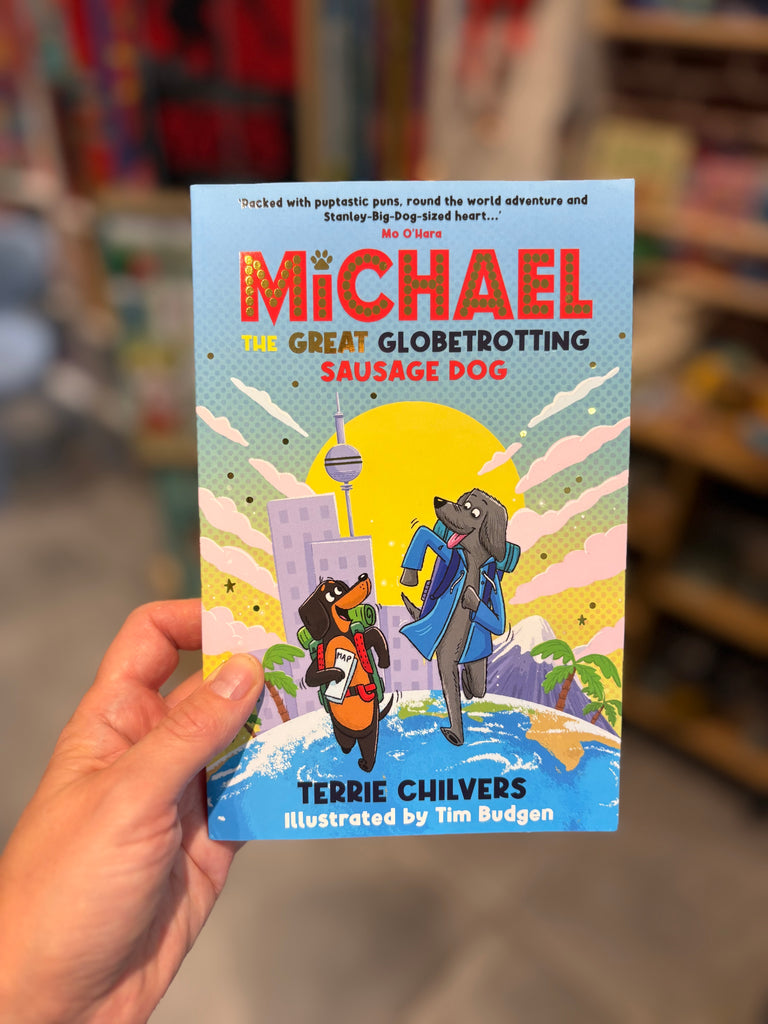 'Packed with puptastic puns, round the world adventure and
Stanley-Big-Dog-sized heart...'
Mo O'Hara
MiCHAEL
THE GREAT GLOBETROTTING
SAUSAGE DOG
MAP
TERRIE CHILVERS
Illustrated by Tim Budgen